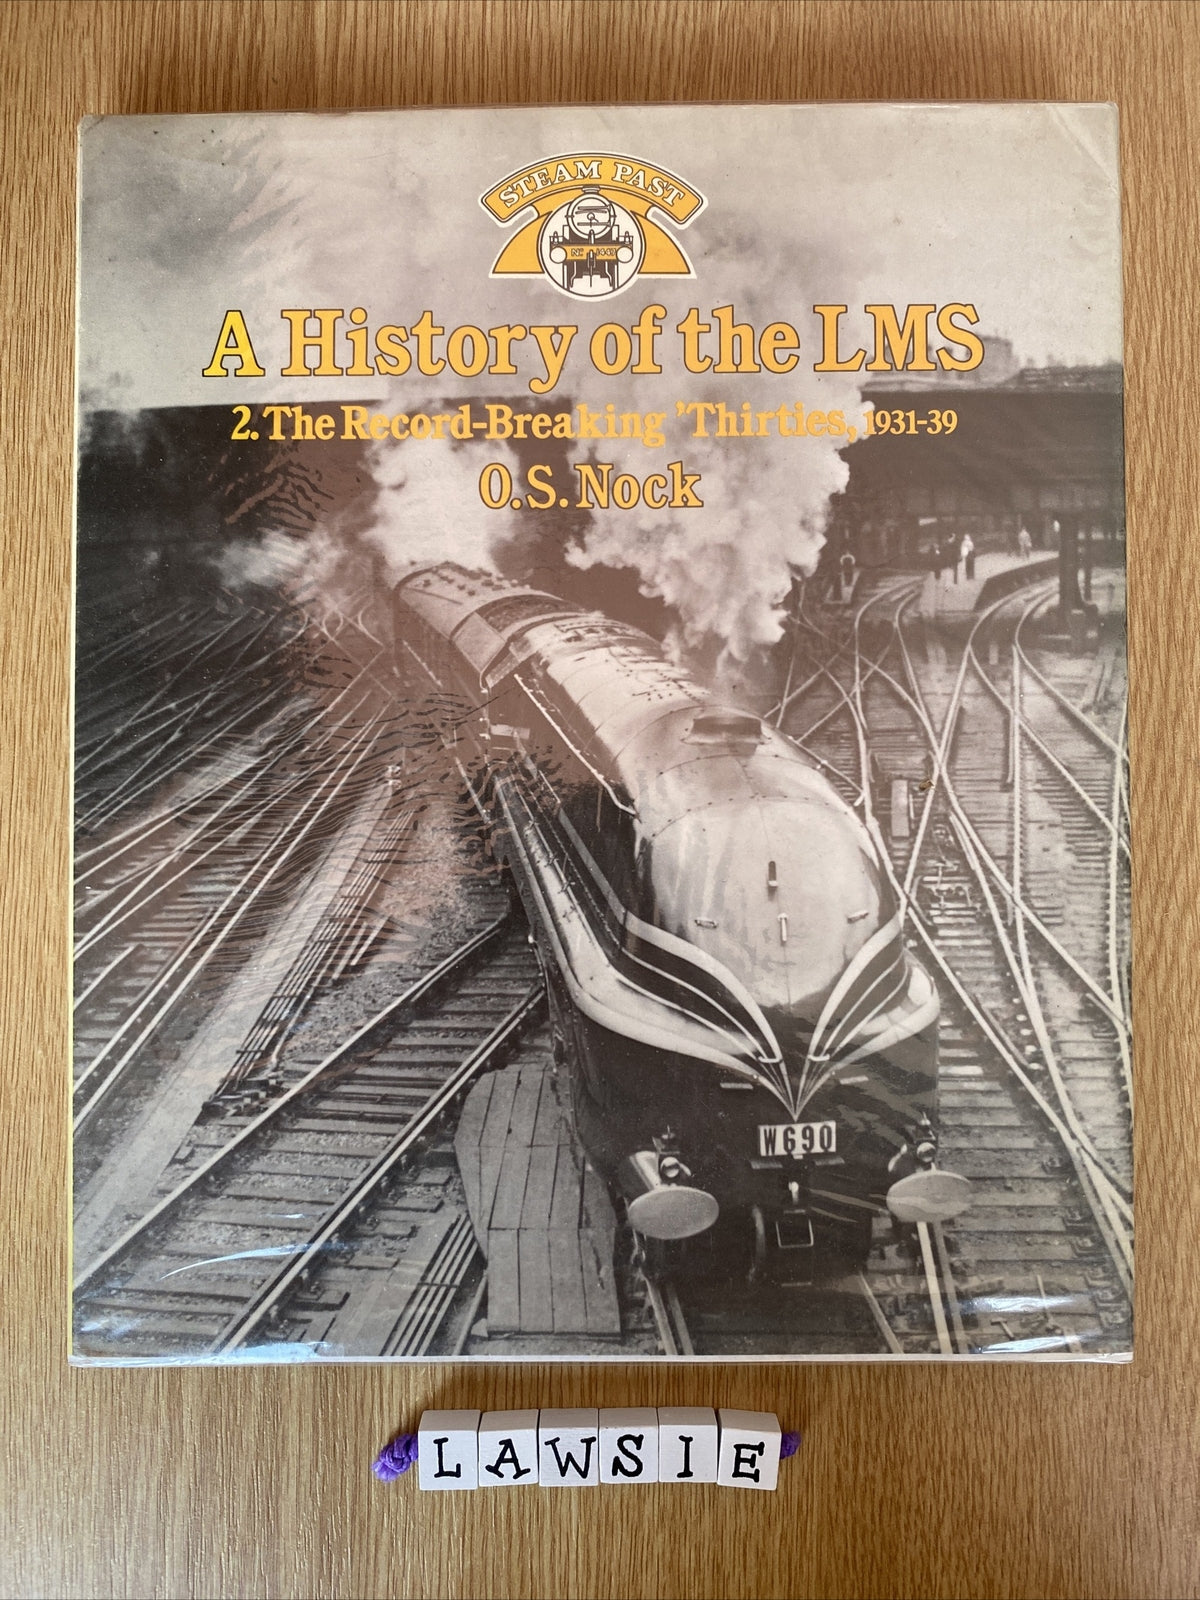 STEAM PAST
A History of the LMS
2. The Record-Breaking 'Thirties, 1931-39
O.S. Nock
W690
LAWSIE